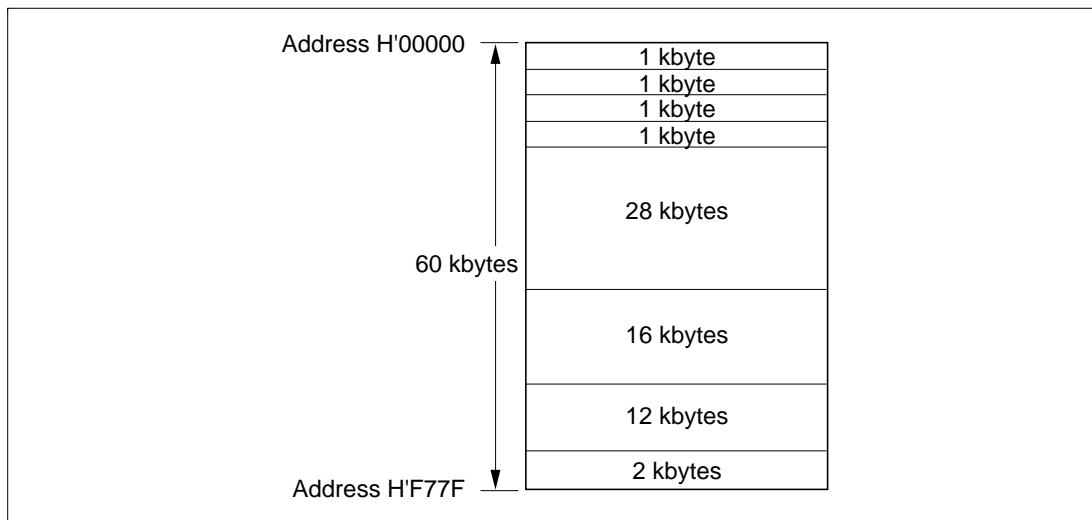 Address H'00000
1 kbyte
1 kbyte
1 kbyte
1 kbyte
28 kbytes
60 kbytes
16 kbytes
12 kbytes
2 kbytes
Address H'F77F